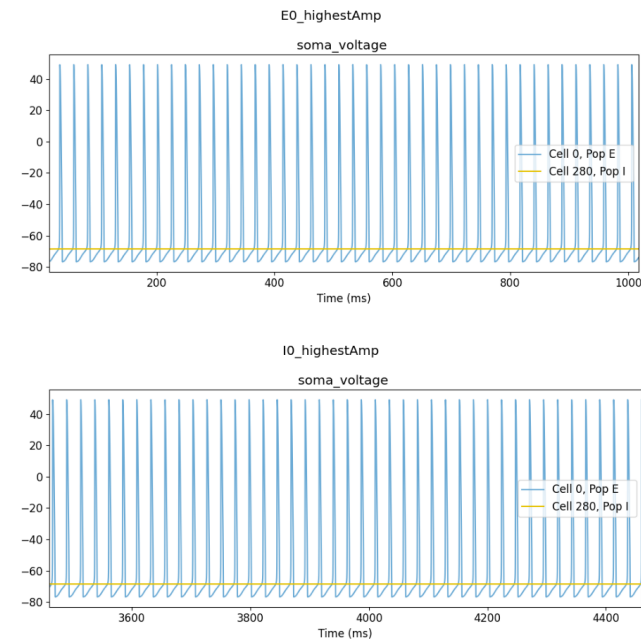 E0_highestAmp
soma_voltage
40
20
0
−20
−40
−60
−80
Cell 0, Pop E
Cell 280, Pop I
200
400
600
800
1000
Time (ms)
I0_highestAmp
soma_voltage
40
20
0
−20
−40
−60
−80
Cell 0, Pop E
Cell 280, Pop I
3600
3800
4000
4200
4400
Time (ms)